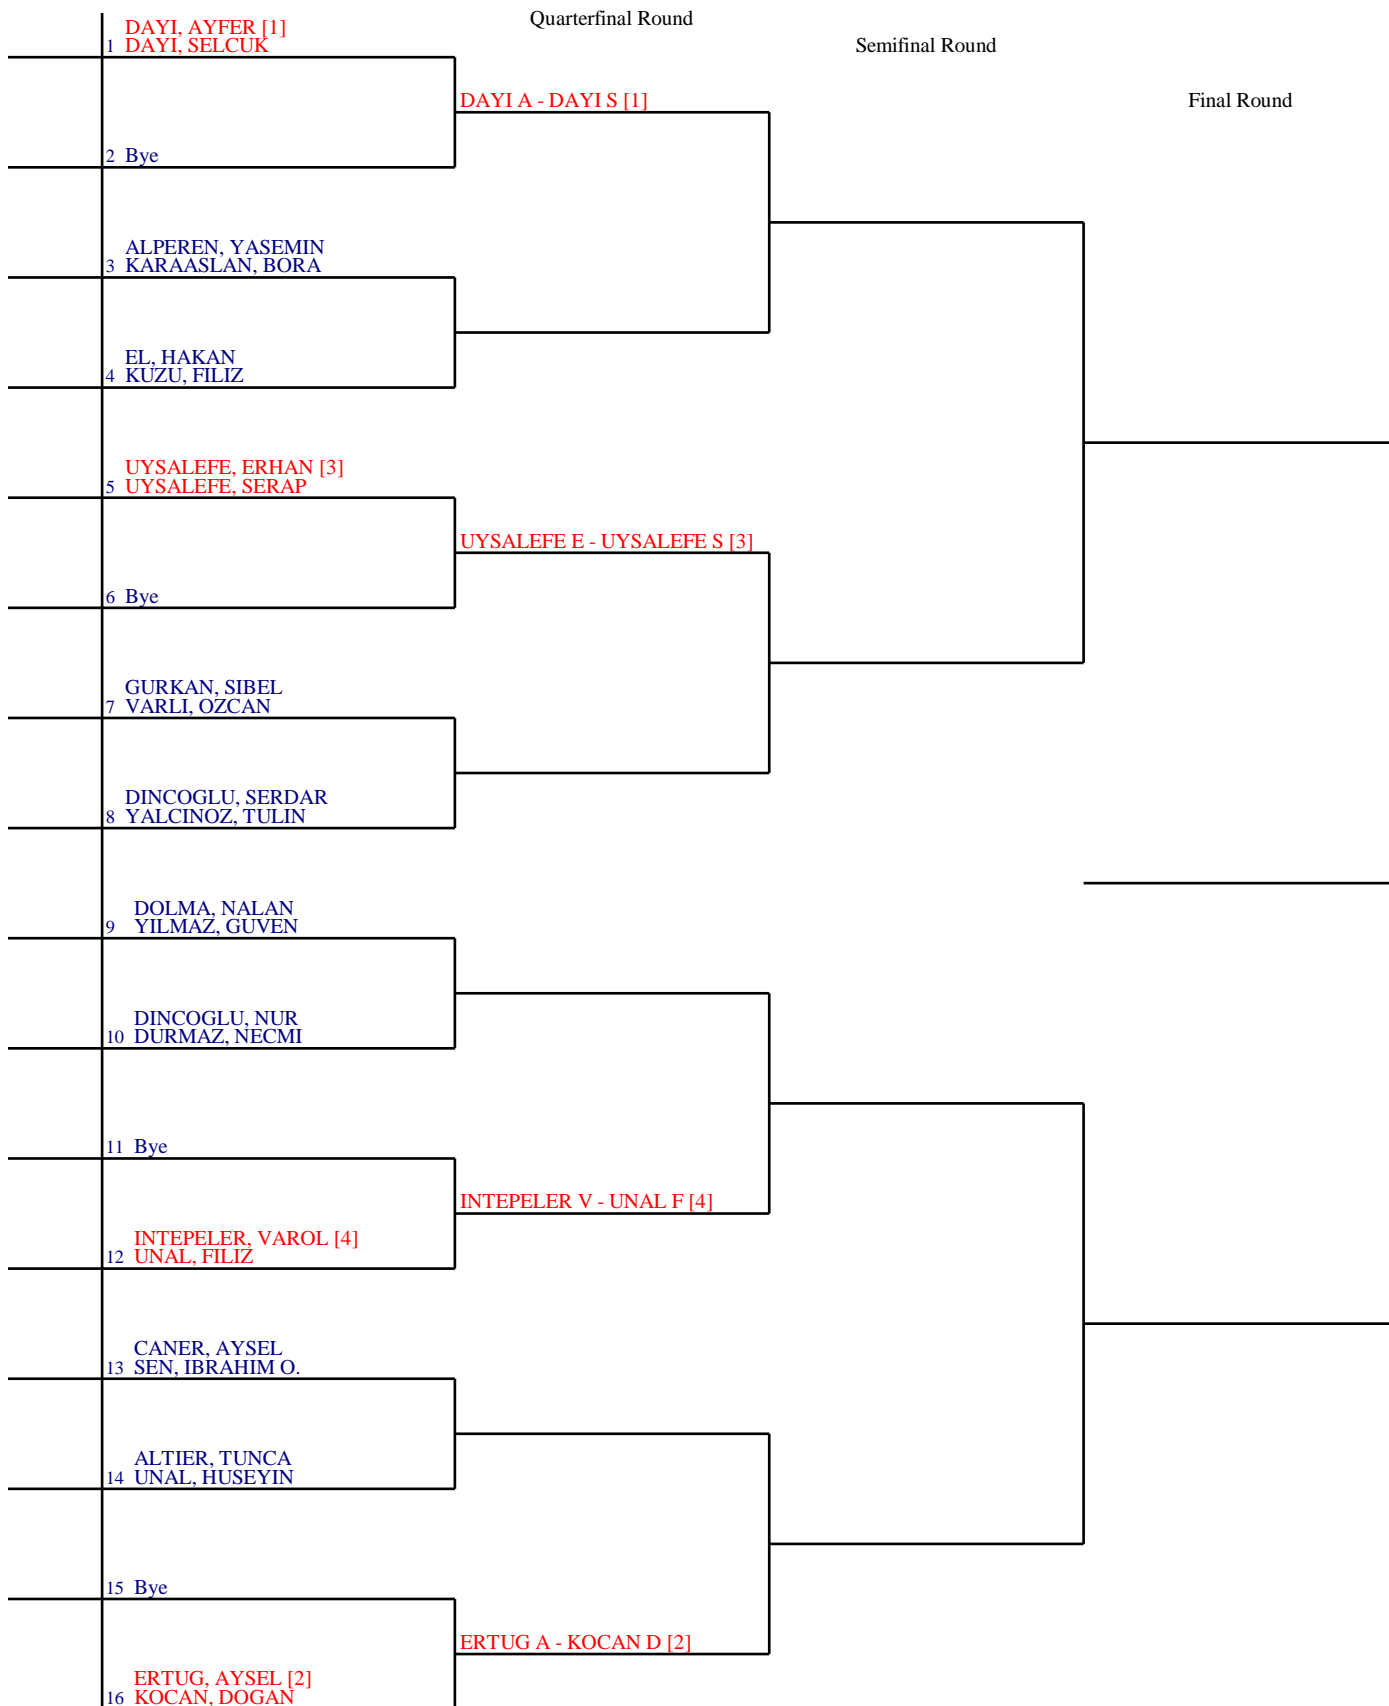 Quarterfinal Round
Semifinal Round
Final Round
DAYI, AYFER [1]
1 DAYI, SELCUK
DAYI A - DAYI S [1]
2 Bye
ALPEREN, YASEMIN
3 KARAASLAN, BORA
EL, HAKAN
4 KUZU, FILIZ
UYSALEFE, ERHAN [3]
5 UYSALEFE, SERAP
UYSALEFE E - UYSALEFE S [3]
6 Bye
GURKAN, SIBEL
7 VARLI, OZCAN
DINCOGLU, SERDAR
8 YALCINOZ, TULIN
DOLMA, NALAN
9 YILMAZ, GUVEN
DINCOGLU, NUR
10 DURMAZ, NECMI
11 Bye
INTEPELER V - UNAL F [4]
INTEPELER, VAROL [4]
12 UNAL, FILIZ
CANER, AYSEL
13 SEN, IBRAHIM O.
ALTIER, TUNCA
14 UNAL, HUSEYIN
15 Bye
ERTUG A - KOCAN D [2]
ERTUG, AYSEL [2]
16 KOCAN, DOGAN